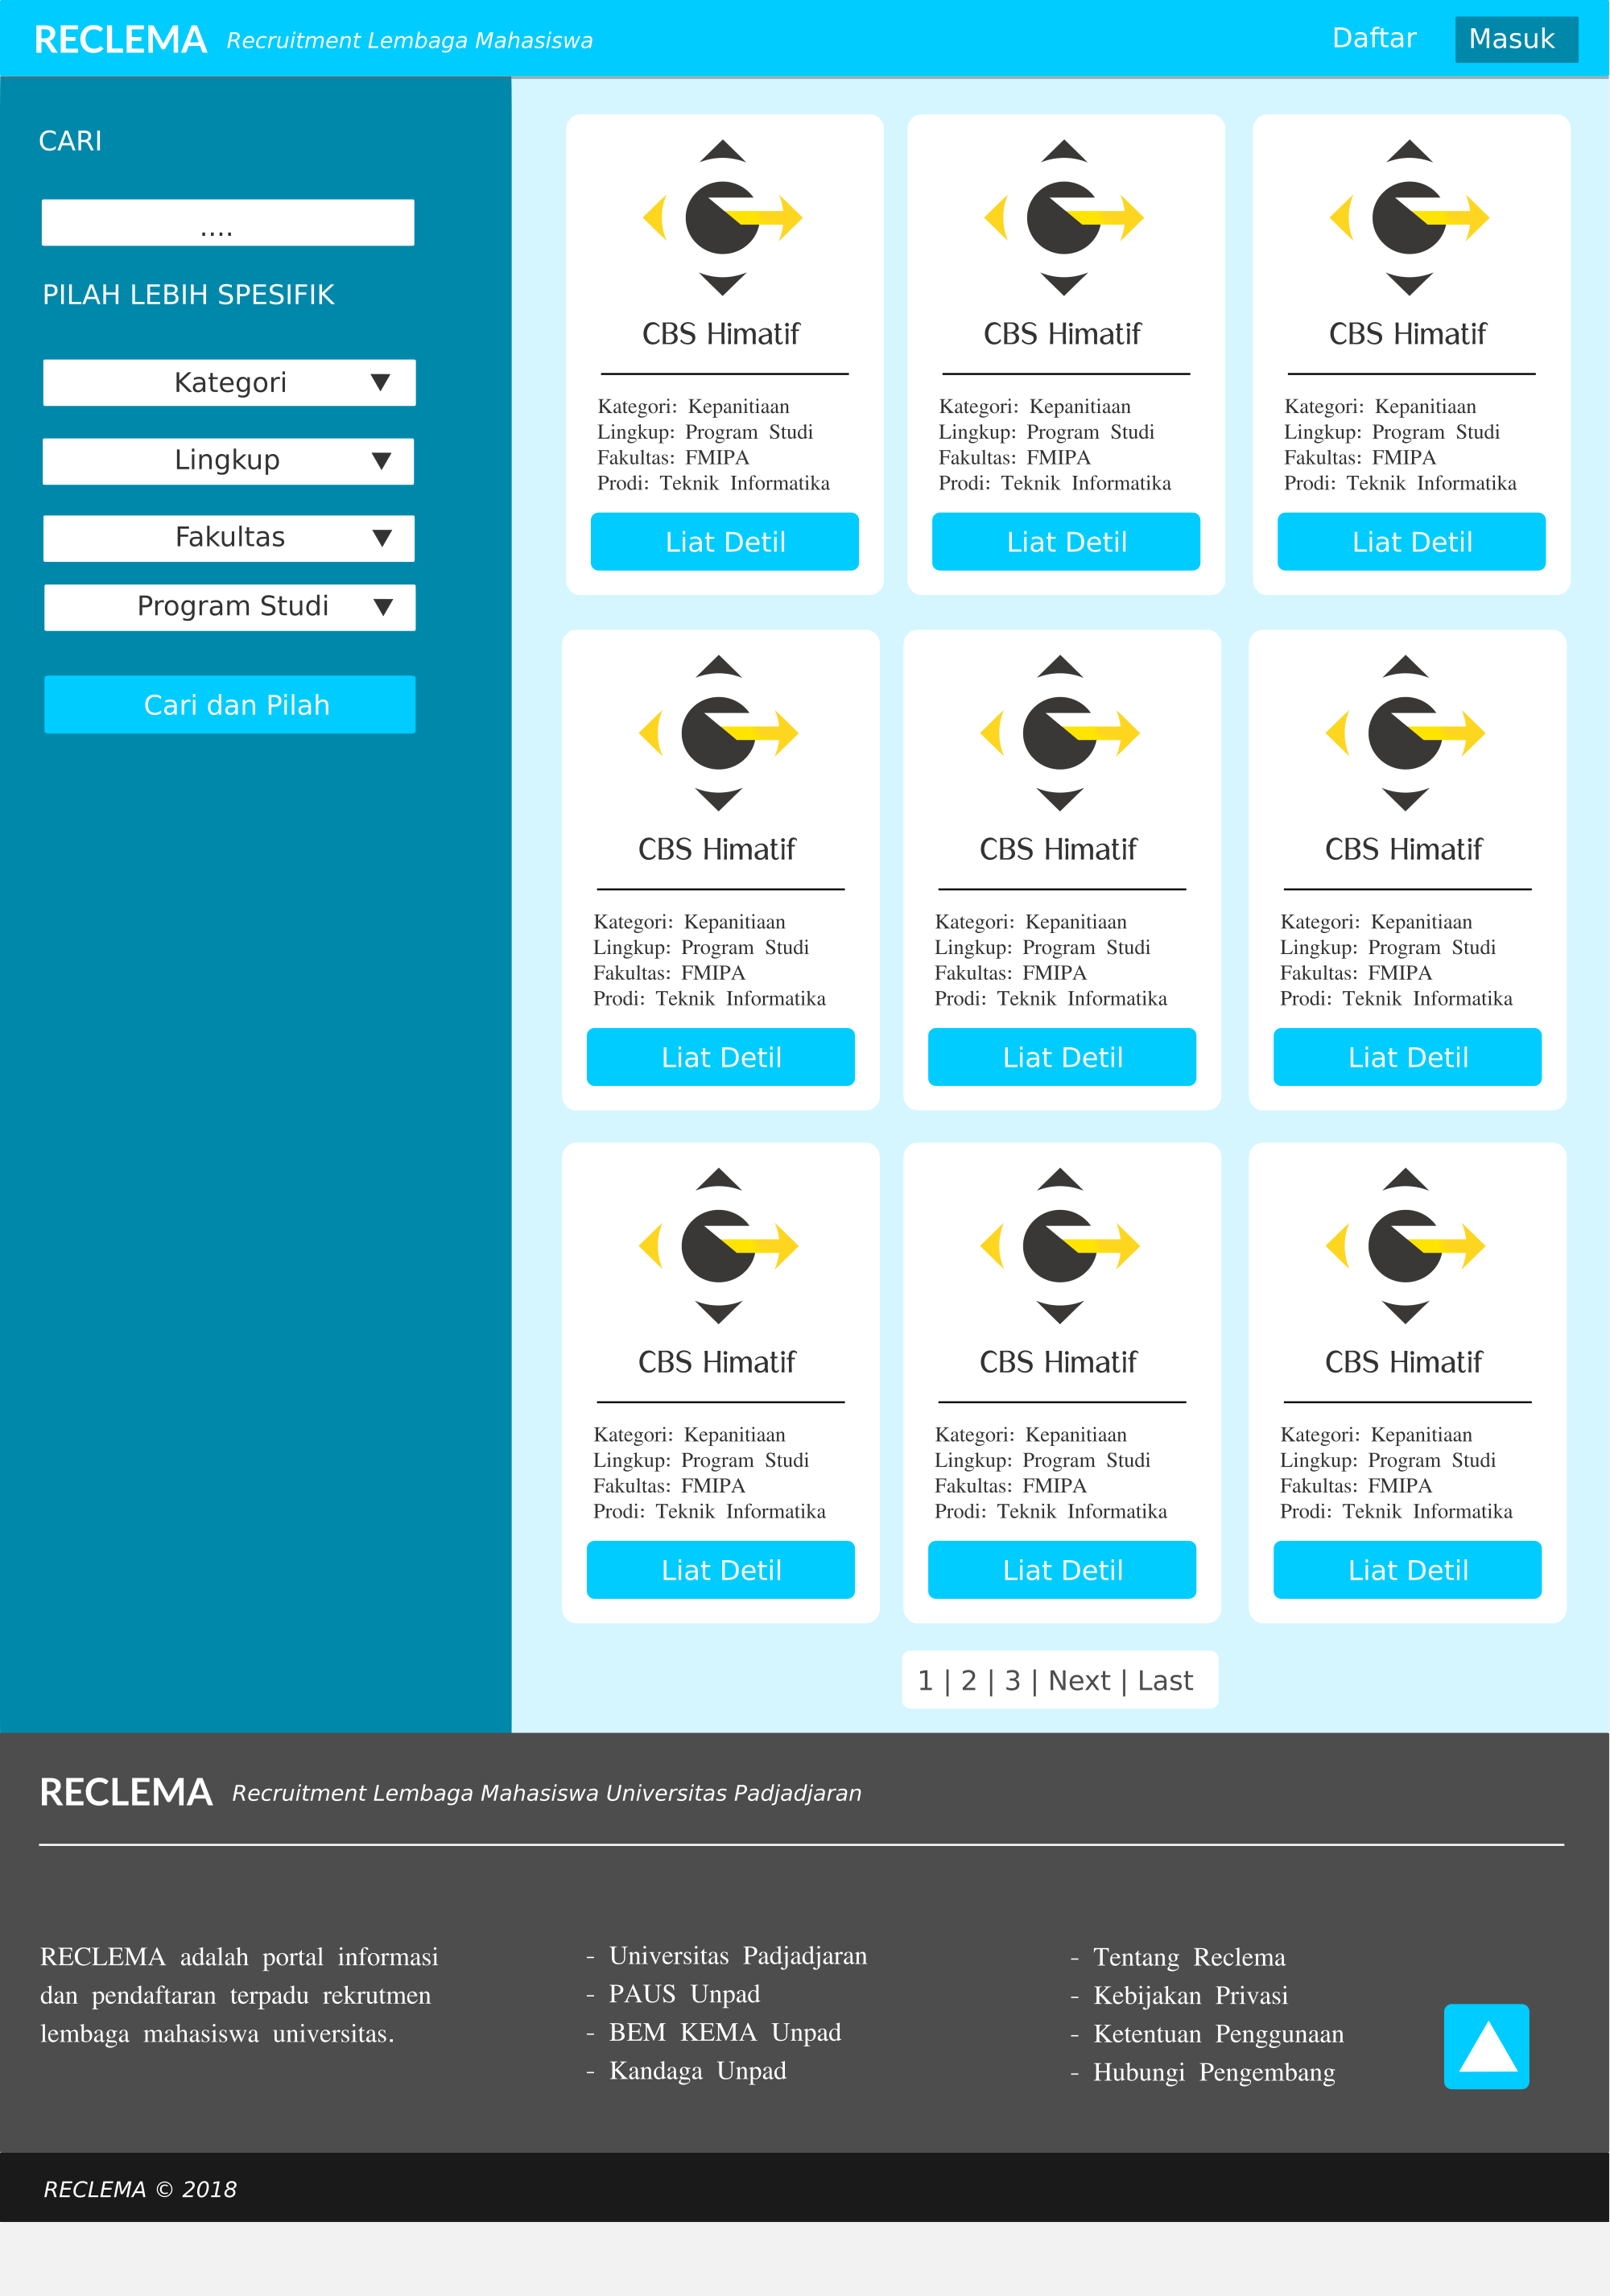 RECLEMA Recruitment Lembaga Mahasiswa
Daftar
Masuk
CARI
....
PILAH LEBIH SPESIFIK
Kategori
Lingkup
Fakultas
Program Studi
Cari dan Pilah
CBS Himatif
Kategori: Kepanitiaan
Lingkup: Program Studi
Fakultas: FMIPA
Prodi: Teknik Informatika
Liat Detil
CBS Himatif
Kategori: Kepanitiaan
Lingkup: Program Studi
Fakultas: FMIPA
Prodi: Teknik Informatika
Liat Detil
CBS Himatif
Kategori: Kepanitiaan
Lingkup: Program Studi
Fakultas: FMIPA
Prodi: Teknik Informatika
Liat Detil
CBS Himatif
Kategori: Kepanitiaan
Lingkup: Program Studi
Fakultas: FMIPA
Prodi: Teknik Informatika
Liat Detil
CBS Himatif
Kategori: Kepanitiaan
Lingkup: Program Studi
Fakultas: FMIPA
Prodi: Teknik Informatika
Liat Detil
CBS Himatif
Kategori: Kepanitiaan
Lingkup: Program Studi
Fakultas: FMIPA
Prodi: Teknik Informatika
Liat Detil
CBS Himatif
Kategori: Kepanitiaan
Lingkup: Program Studi
Fakultas: FMIPA
Prodi: Teknik Informatika
Liat Detil
CBS Himatif
Kategori: Kepanitiaan
Lingkup: Program Studi
Fakultas: FMIPA
Prodi: Teknik Informatika
Liat Detil
CBS Himatif
Kategori: Kepanitiaan
Lingkup: Program Studi
Fakultas: FMIPA
Prodi: Teknik Informatika
Liat Detil
1 | 2 | 3 | Next | Last
RECLEMA Recruitment Lembaga Mahasiswa Universitas Padjadjaran
RECLEMA adalah portal informasi
dan pendaftaran terpadu rekrutmen
lembaga mahasiswa universitas.
- Universitas Padjadjaran
- PAUS Unpad
- BEM KEMA Unpad
- Kandaga Unpad
- Tentang Reclema
- Kebijakan Privasi
- Ketentuan Penggunaan
- Hubungi Pengembang
RECLEMA © 2018